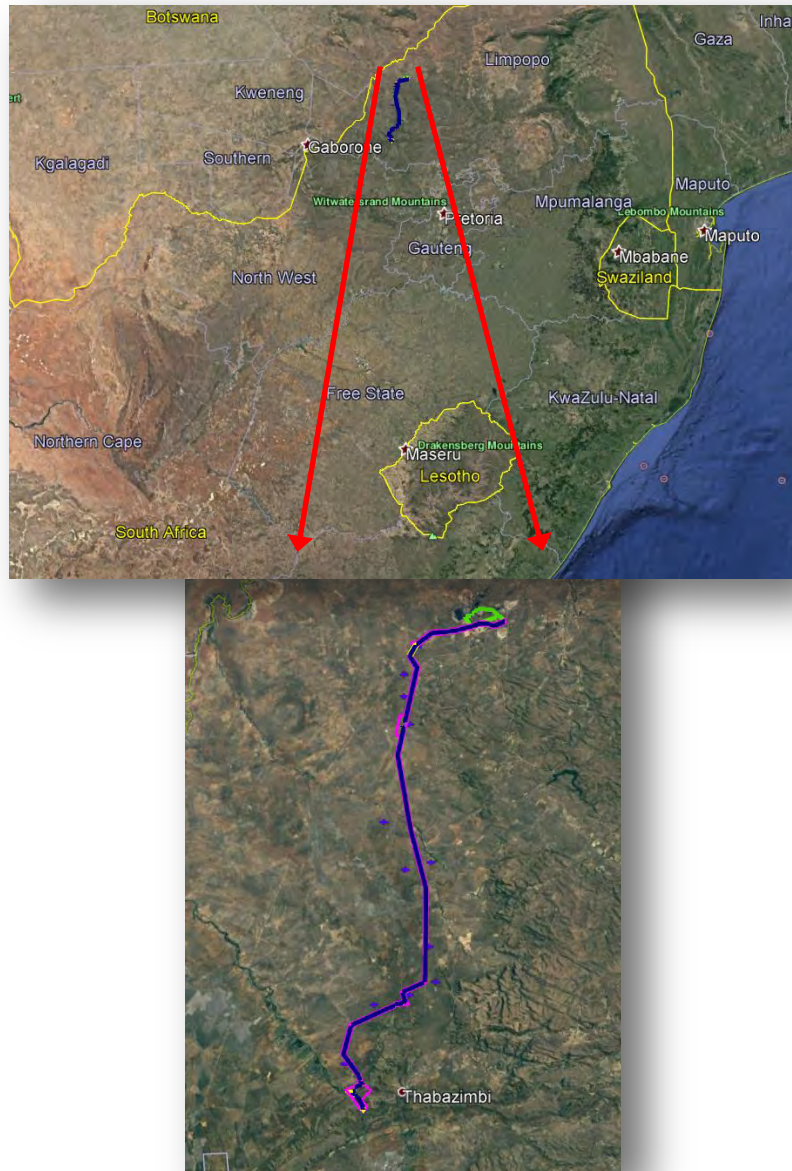 Botswana
Inha
Gaza
Limpopo
Kweneng
ert
Gaborone
Southern
Kgalagadi
Maputo
Mpumalanga
Witwatersrand Mountains
Lebombo Mountains
Pretoria
Maputo
Gauteng
Mbabane
North West
Swaziland
Free State
KwaZulu-Natal
Northern Cape
Drakensberg Mountains
Maseru
Lesotho
South Africa
Thabazimbi